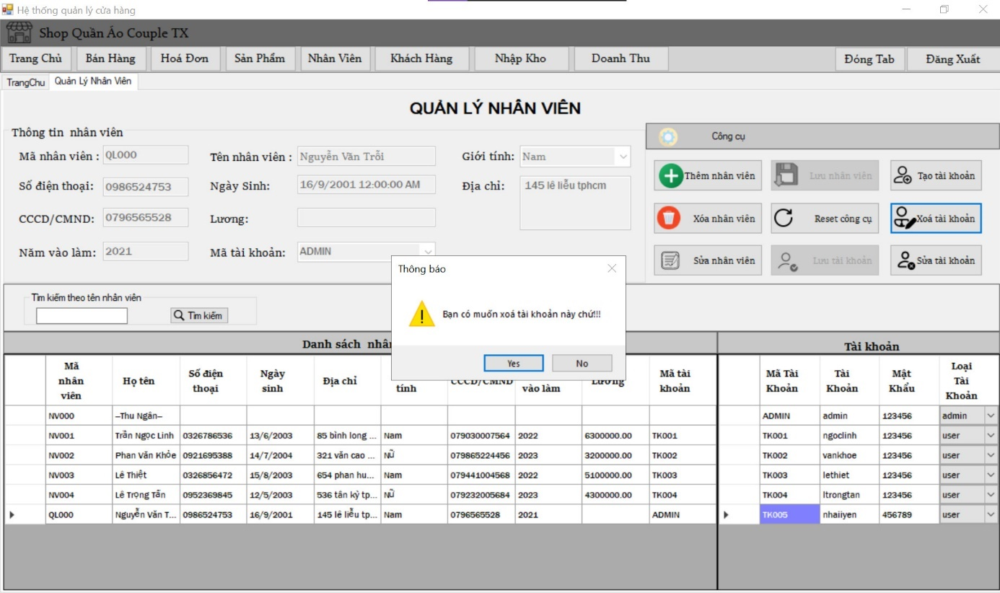 Hệ thống quản lý cửa hàng
Shop Quần Áo Couple TX
Trang Chủ Bán Hàng Hoá Đơn Sản Phẩm Nhân Viên Khách Hàng Nhập Kho Doanh Thu Đóng Tab Đăng Xuất
TrangChu Quản Lý Nhân Viên
QUẢN LÝ NHÂN VIÊN
Thông tin nhân viên
Mã nhân viên : QL000 Tên nhân viên : Nguyễn Văn Trỗi Giới tính: Nam
Số điện thoại: 0986524753 Ngày Sinh: 16/9/2001 12:00:00 AM Địa chỉ: 145 lê liễu tphcm
CCCD/CMND: 0796565528 Lương:
Năm vào làm: 2021 Mã tài khoản: ADMIN
Công cụ
Thêm nhân viên Lưu nhân viên Tạo tài khoản
Xóa nhân viên Reset công cụ Xoá tài khoản
Sửa nhân viên Lưu tài khoản Sửa tài khoản
Thông báo
Bạn có muốn xoá tài khoản này chứ!!!
Yes No
Tìm kiếm theo tên nhân viên
Tìm kiếm
Danh sách nhân
Tài khoản
Mã nhân viên Họ tên Số điện thoại Ngày sinh Địa chỉ tính CCCD/CMND vào làm Lương Mã tài khoản
NV000 –Thu Ngân–
NV001 Trần Ngọc Linh 0326786536 13/6/2003 85 bình long ... Nam 079030007564 2022 6300000.00 TK001
NV002 Phan Văn Khỏe 0921695388 14/7/2004 321 văn cao ... Nữ 079865224456 2023 3200000.00 TK002
NV003 Lê Thiệt 0326856472 15/8/2003 654 phan hu... Nam 079441004568 2022 5100000.00 TK003
NV004 Lê Trọng Tấn 0952369845 12/5/2003 536 tân kỳ tp... Nữ 079232005684 2023 4300000.00 TK004
QL000 Nguyễn Văn T... 0986524753 16/9/2001 145 lê liễu tp... Nam 0796565528 2021 ADMIN
Mã Tài Khoản Tài Khoản Mật Khẩu Loại Tài Khoản
ADMIN admin 123456 admin
TK001 ngoclinh 123456 user
TK002 vankhoe 123456 user
TK003 lethiet 123456 user
TK004 ltrongtan 123456 user
TK005 nhaiiyen 456789 user